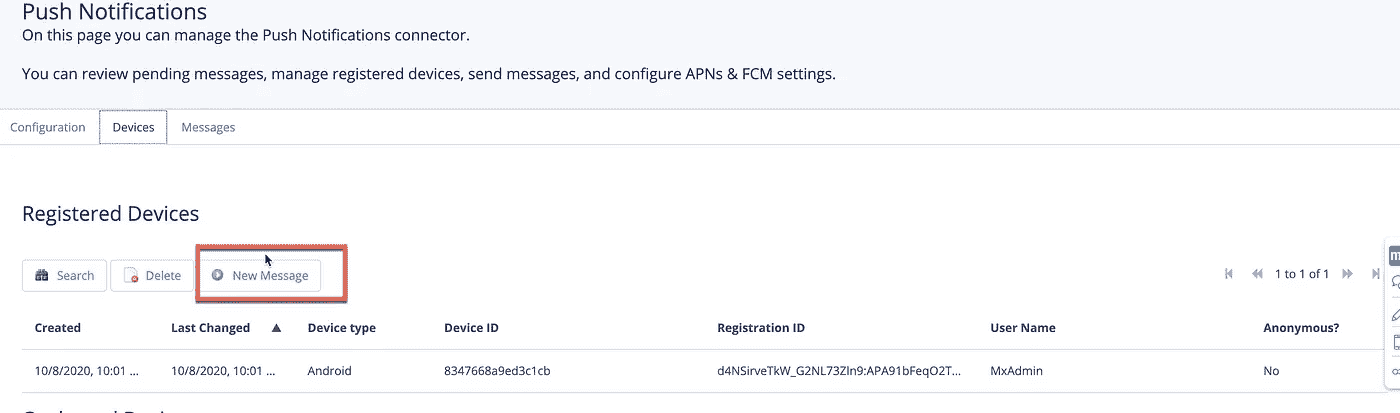 Push Notifications
On this page you can manage the Push Notifications connector.
You can review pending messages, manage registered devices, send messages, and configure APNs & FCM settings.
Configuration Devices Messages
Registered Devices
Search Delete New Message 1 to 1 of 1
Created Last Changed Device type Device ID Registration ID User Name Anonymous?
10/8/2020, 10:01 ... 10/8/2020, 10:01 ... Android 8347668a9ed3c1cb d4NSirveTkW_G2NL73ZIn9:APA91bFeqO2T... MxAdmin No